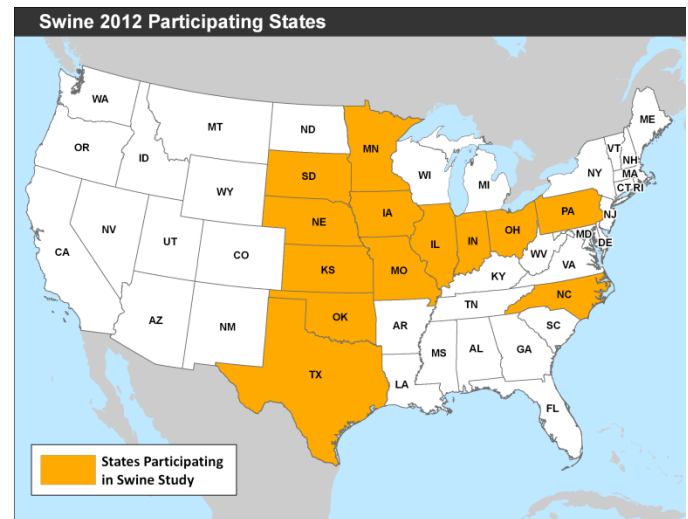 Swine 2012 Participating States
WA
MT
ND
MN
ME
OR
ID
SD
WI
VT
NH
WY
MI
NY
MA
CT RI
IA
NE
PA
NJ
NV
IL
IN
OH
MD
DE
UT
CO
WV
CA
KS
MO
VA
KY
NC
TN
AZ
NM
OK
AR
SC
MS
AL
GA
TX
LA
FL
States Participating
in Swine Study